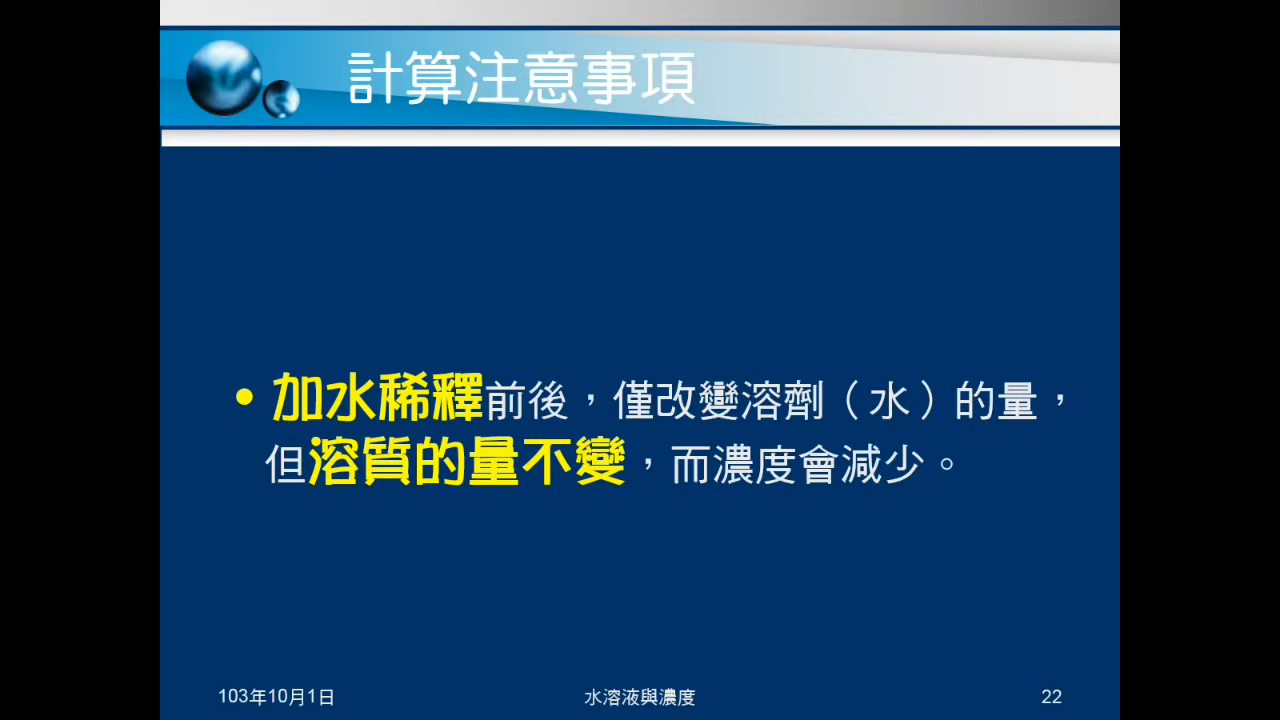 計算注意事項
• 加水稀釋前後，僅改變溶劑（水）的量，
但溶質的量不變，而濃度會減少。
103年10月1日
水溶液與濃度
22